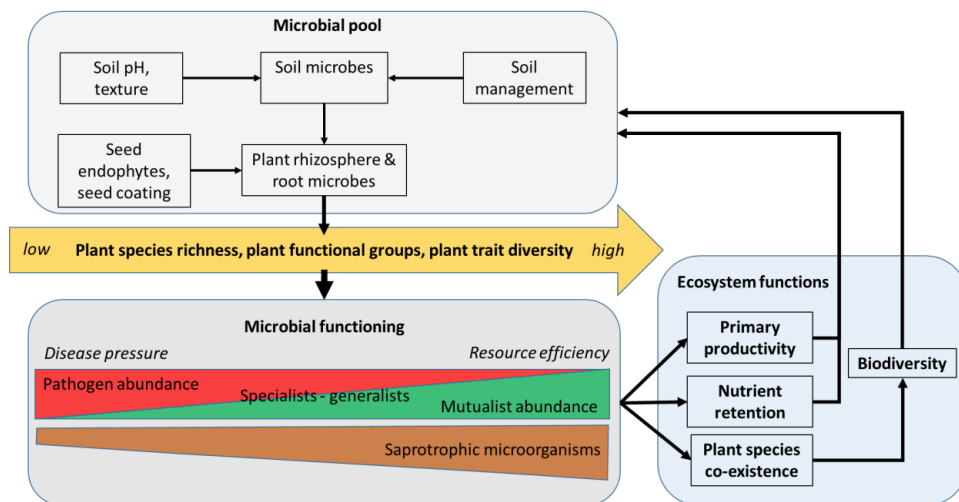 Microbial pool
Soil pH,
texture
Soil microbes
Soil
management
Seed
endophytes,
seed coating
Plant rhizosphere &
root microbes
low
Plant species richness, plant functional groups, plant trait diversity
high
Microbial functioning
Disease pressure
Resource efficiency
Pathogen abundance
Specialists - generalists
Mutualist abundance
Saprotrophic microorganisms
Ecosystem functions
Primary
productivity
Biodiversity
Nutrient
retention
Plant species
co-existence